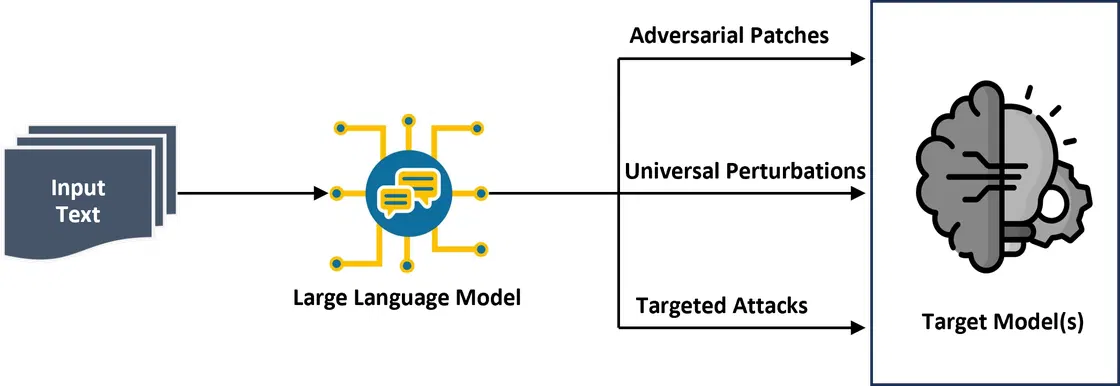 Input
Text
Large Language Model
Adversarial Patches
Universal Perturbations
Targeted Attacks
Target Model(s)